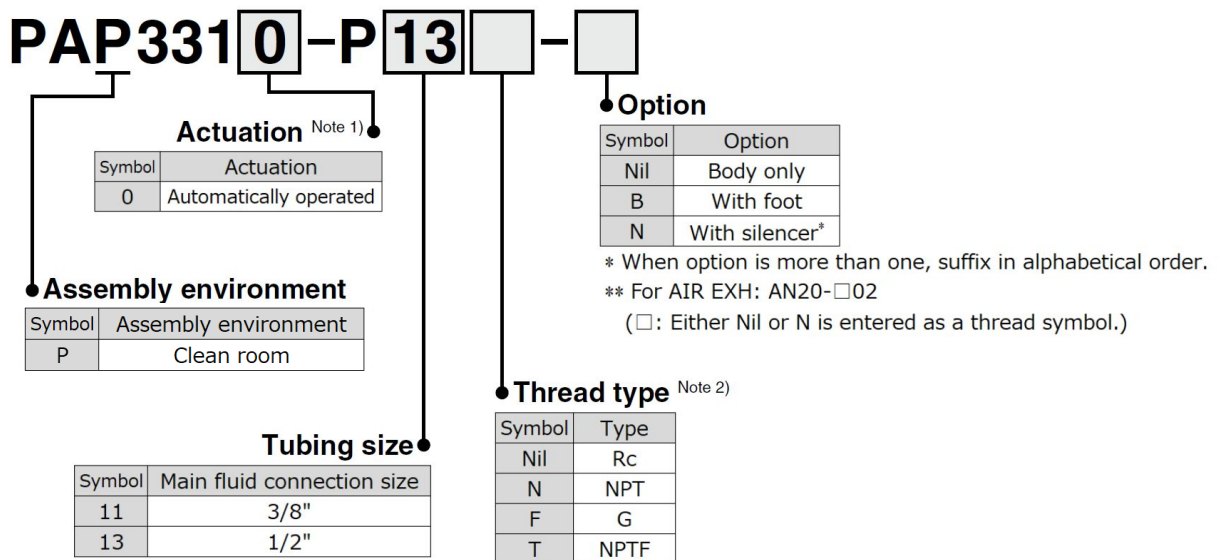 PAP3310-P13□-□
Option
Symbol Option
Nil Body only
B With foot
N With silencer*
* When option is more than one, suffix in alphabetical order.
** For AIR EXH: AN20-□02
(□: Either Nil or N is entered as a thread symbol.)
Actuation Note 1)
Symbol Actuation
0 Automatically operated
Assembly environment
Symbol Assembly environment
P Clean room
Thread type Note 2)
Symbol Type
Nil Rc
N NPT
F G
T NPTF
Tubing size
Symbol Main fluid connection size
11 3/8"
13 1/2"